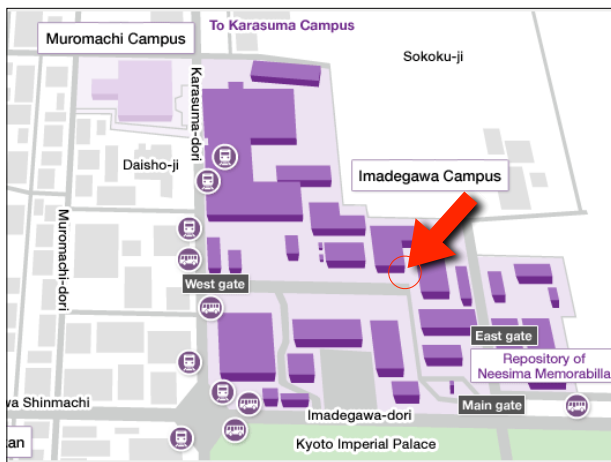 To Karasuma Campus
Muromachi Campus
Sokoku-ji
Karasuma-dori
Daisho-ji
Imadegawa Campus
Muromachi-dori
West gate
East gate
Repository of
Neesima Memorabilla
wa Shinmachi
Main gate
Imadegawa-dori
an
Kyoto Imperial Palace